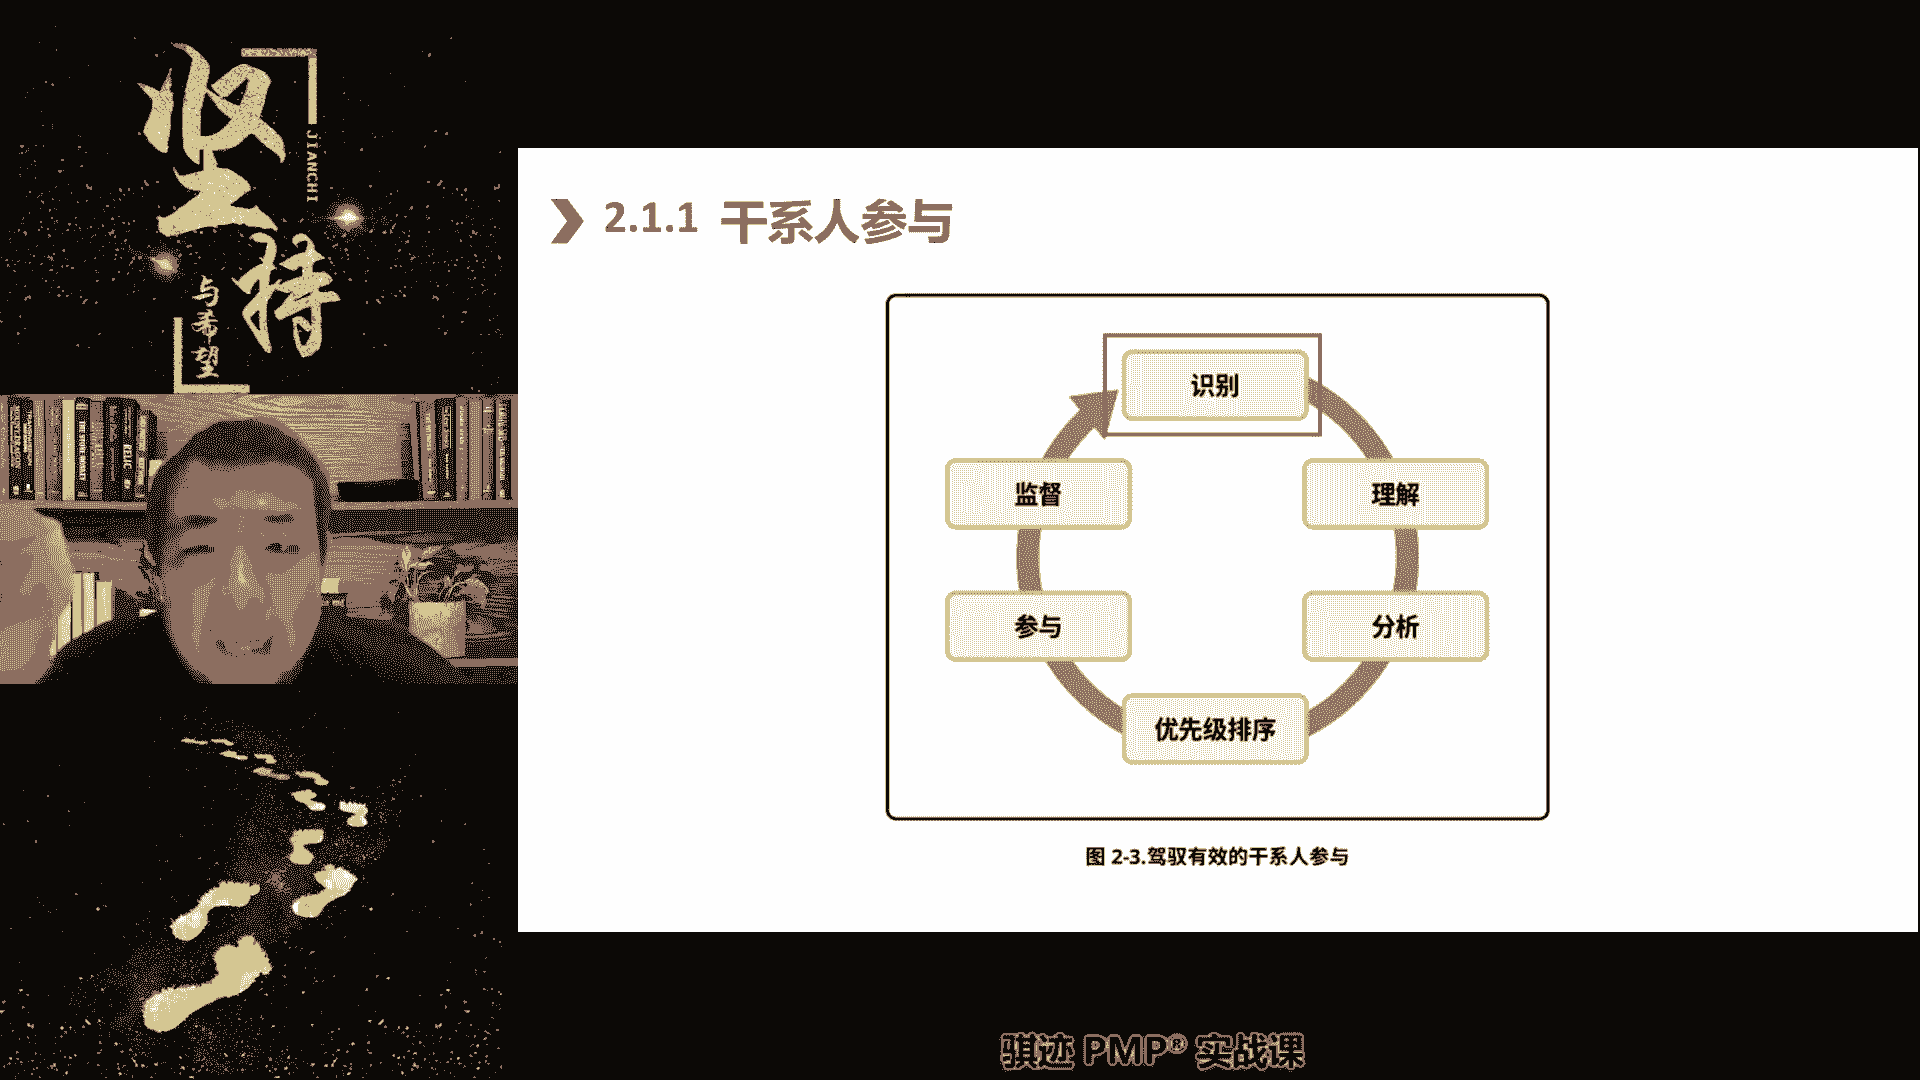 坚持
JIANCHI
与希望
2.1.1 干系人参与
识别
监督
理解
参与
分析
优先级排序
图 2-3.驾驭有效的干系人参与
骐迹 PMP® 实战课